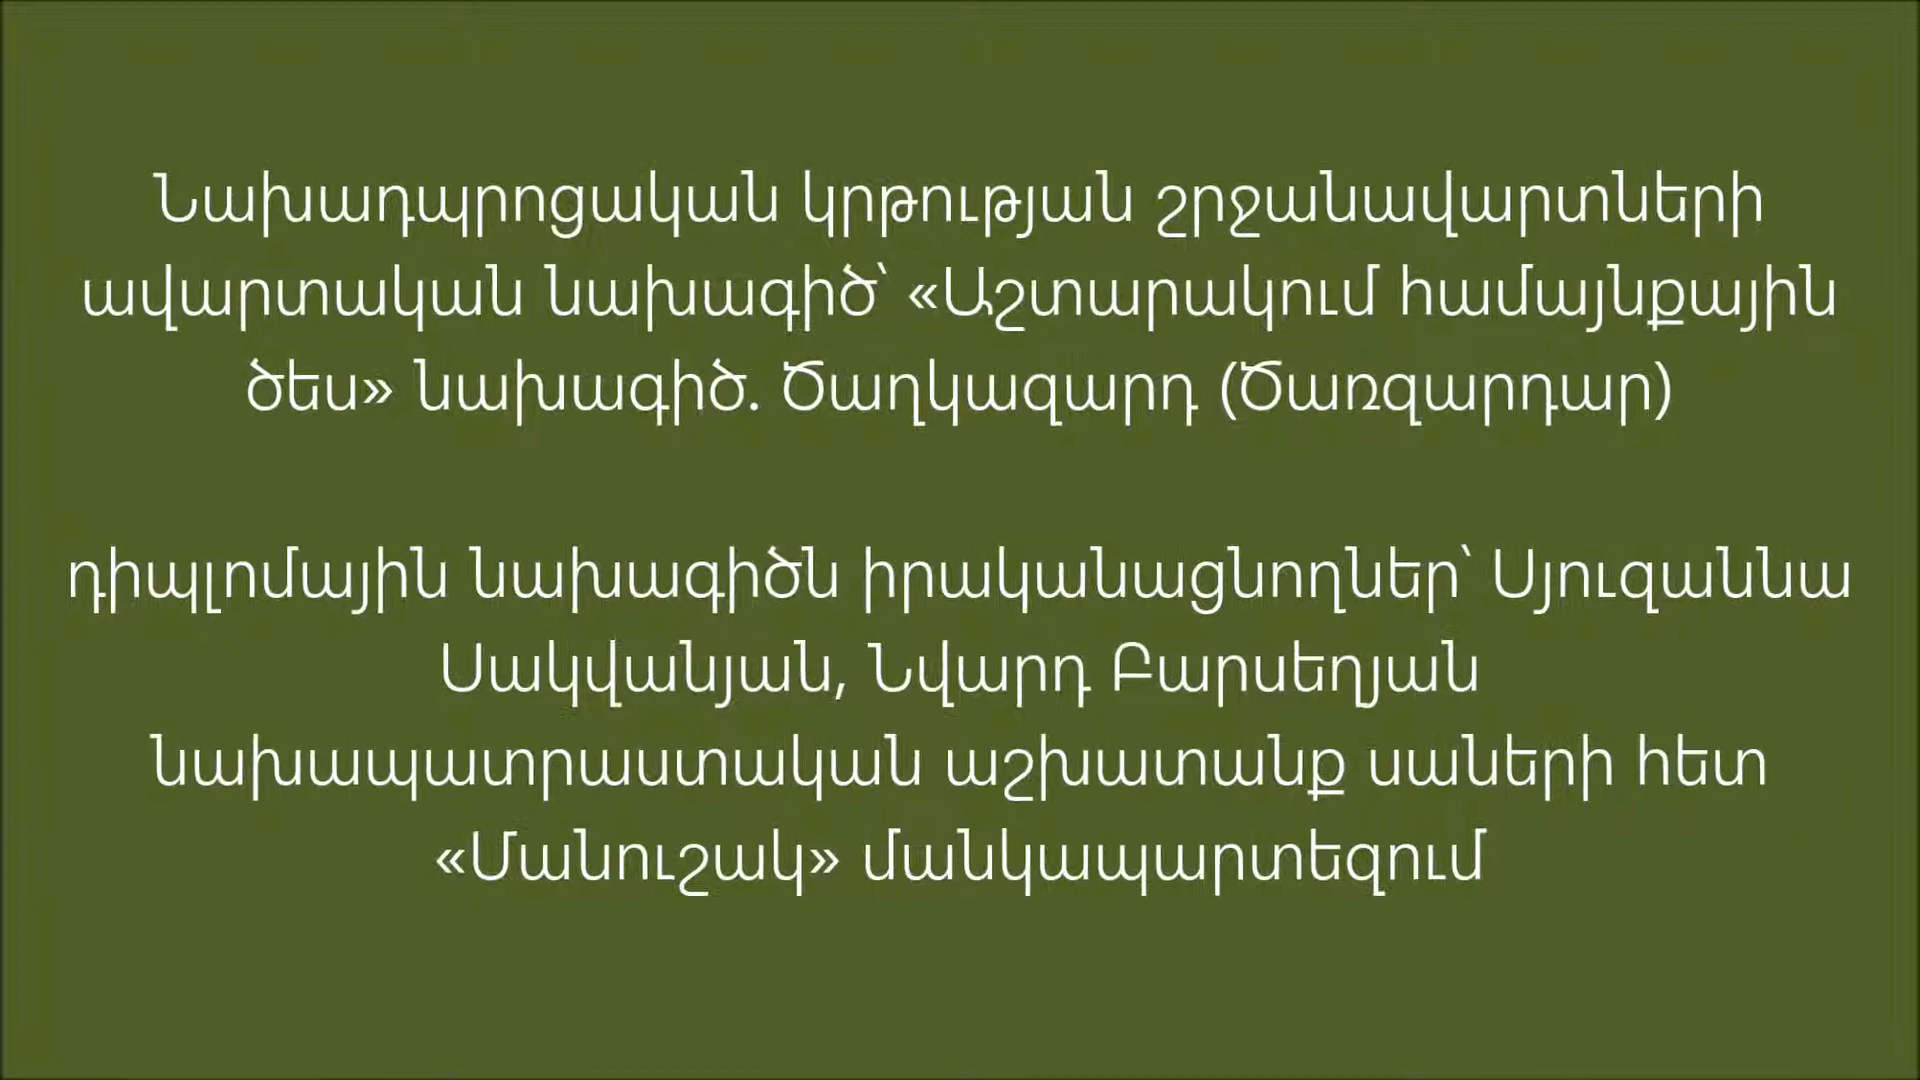 Նախադպրոցական կրթության շրջանավարտների
ավարտական նախագիծ՝ «Աշտարակում համայնքային
ծես» նախագիծ. Ծաղկազարդ (Ծառզարդար)
դիպլոմային նախագիծն իրականացնողներ՝ Սյուզաննա
Սակվանյան, Նվարդ Բարսեղյան
նախապատրաստական աշխատանք սաների հետ
«Մանուշակ» մանկապարտեզում